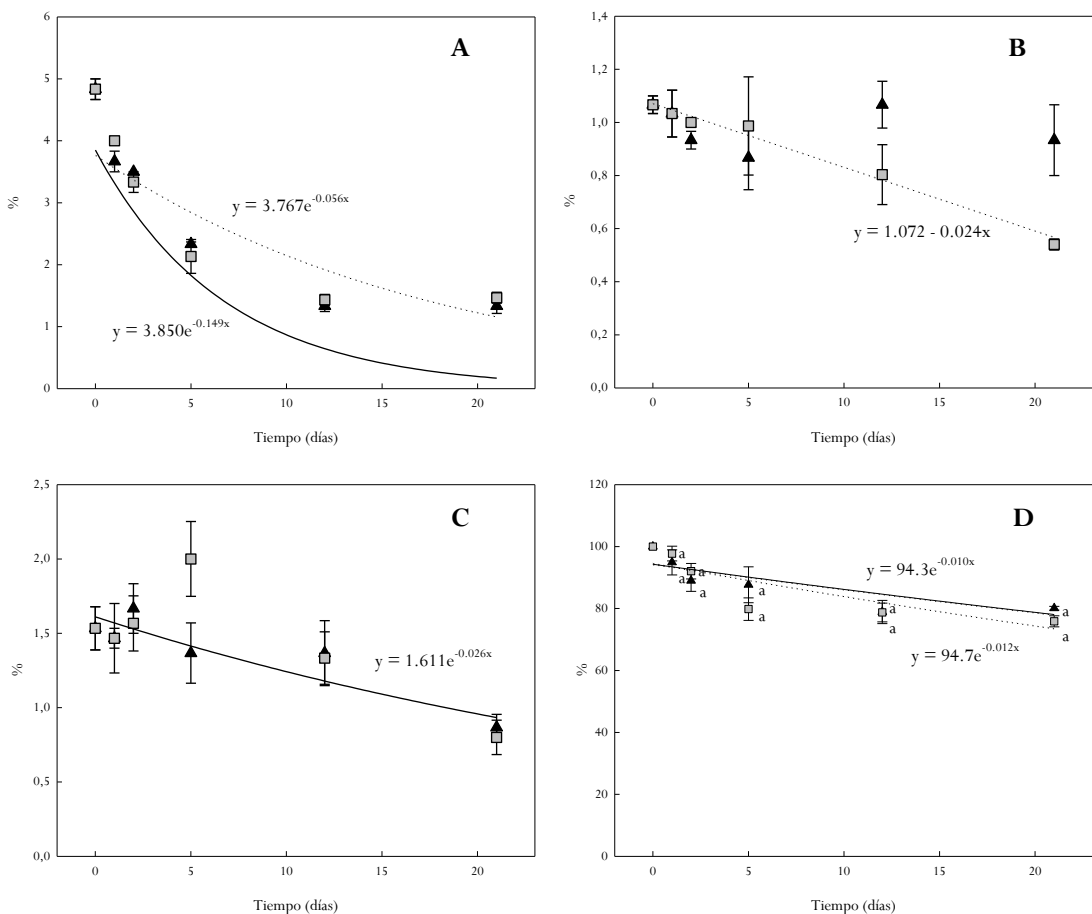 A
%
6
5
4
3
2
1
0
y = 3.767e^-0.056x
y = 3.850e^-0.149x
0 5 10 15 20
Tiempo (días)
B
%
1,4
1,2
1,0
0,8
0,6
0,4
0,2
0,0
y = 1.072 - 0.024x
0 5 10 15 20
Tiempo (días)
C
%
2,5
2,0
1,5
1,0
0,5
0,0
y = 1.611e^-0.026x
0 5 10 15 20
Tiempo (días)
D
%
120
100
80
60
40
20
0
y = 94.3e^-0.010x
a
a
a
a
a
a
a
a
a
a
y = 94.7e^-0.012x
0 5 10 15 20
Tiempo (días)